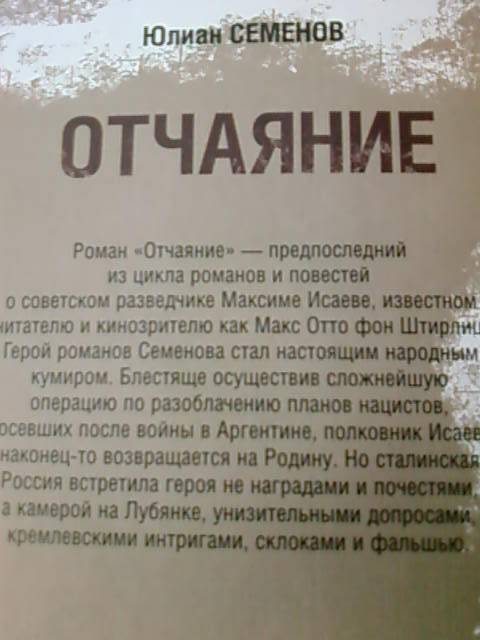 Юлиан СЕМЕНОВ
ОТЧАЯНИЕ
Роман «Отчаяние» — предпоследний
из цикла романов и повестей
о советском разведчике Максиме Исаеве, известном
читателю и кинозрителю как Макс Отто фон Штирлиц
Герой романов Семенова стал настоящим народным
кумиром. Блестяще осуществив сложнейшую
операцию по разоблачению планов нацистов,
осевших после войны в Аргентине, полковник Исаев
наконец-то возвращается на Родину. Но сталинская
Россия встретила героя не наградами и почестями,
а камерой на Лубянке, унизительными допросами,
кремлевскими интригами, склоками и фальшью.